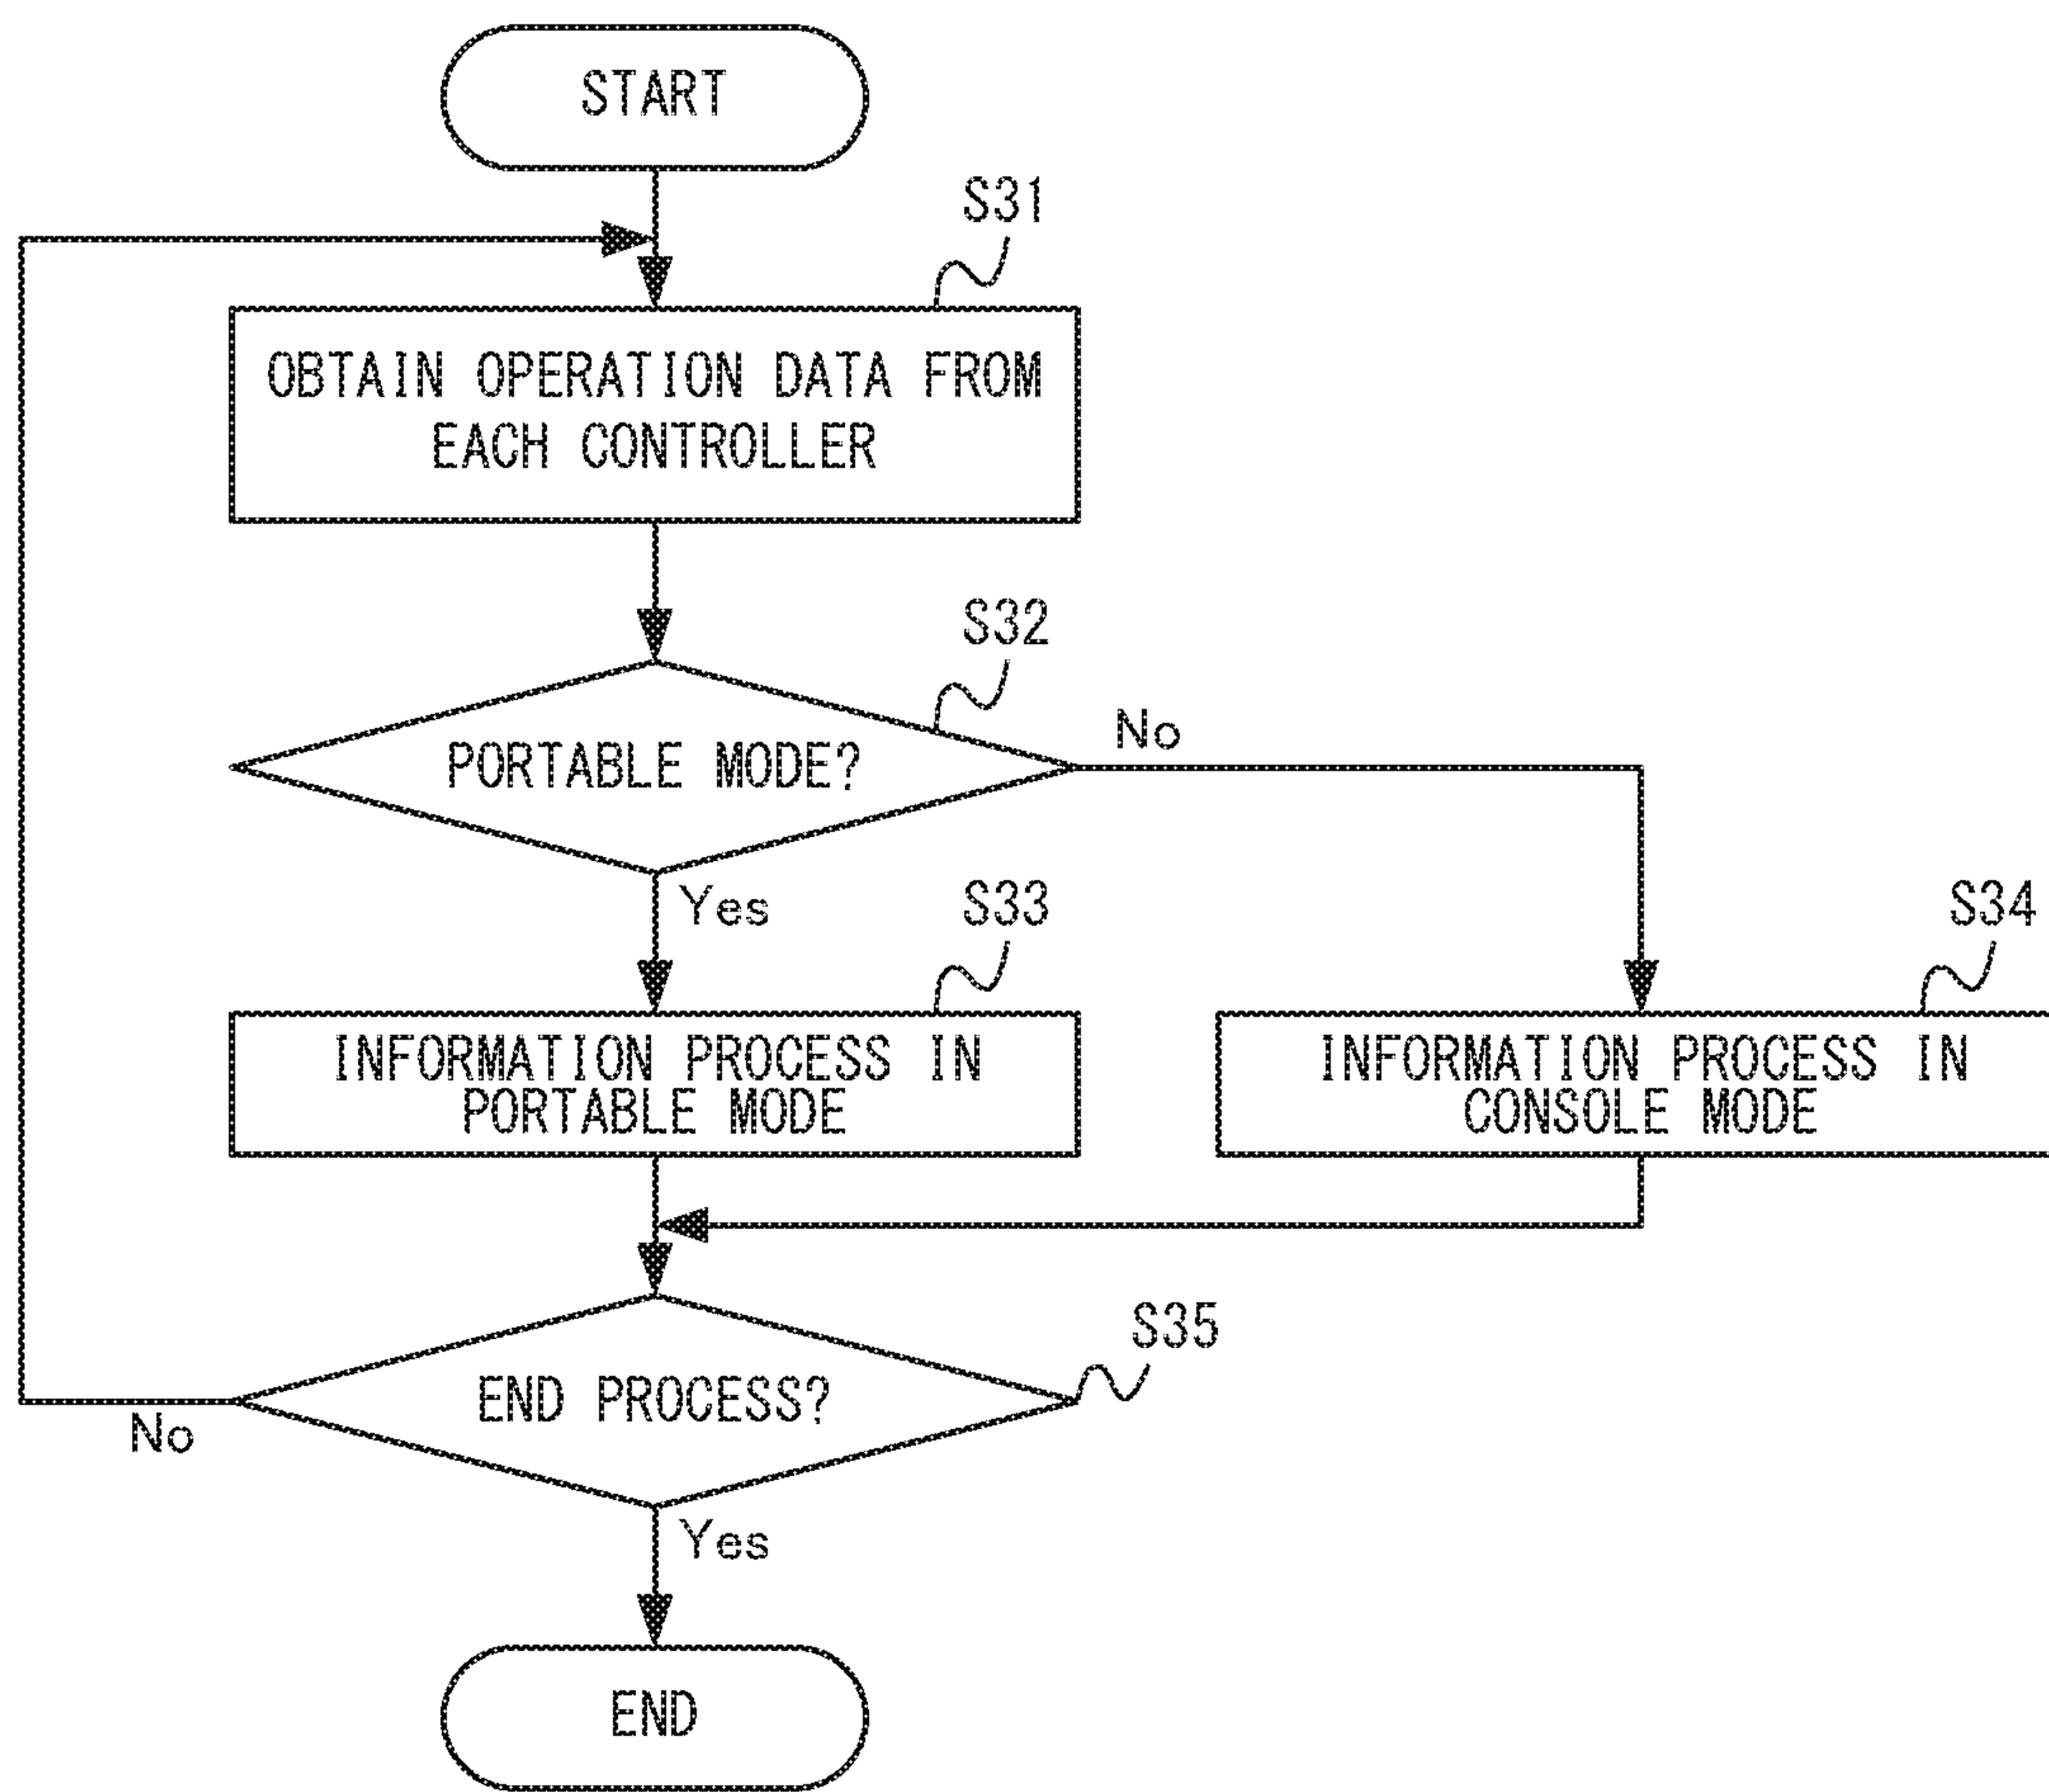 START
S31
OBTAIN OPERATION DATA FROM
EACH CONTROLLER
S32
PORTABLE MODE?
No
Yes
S33
INFORMATION PROCESS IN
PORTABLE MODE
S34
INFORMATION PROCESS IN
CONSOLE MODE
S35
END PROCESS?
No
Yes
END